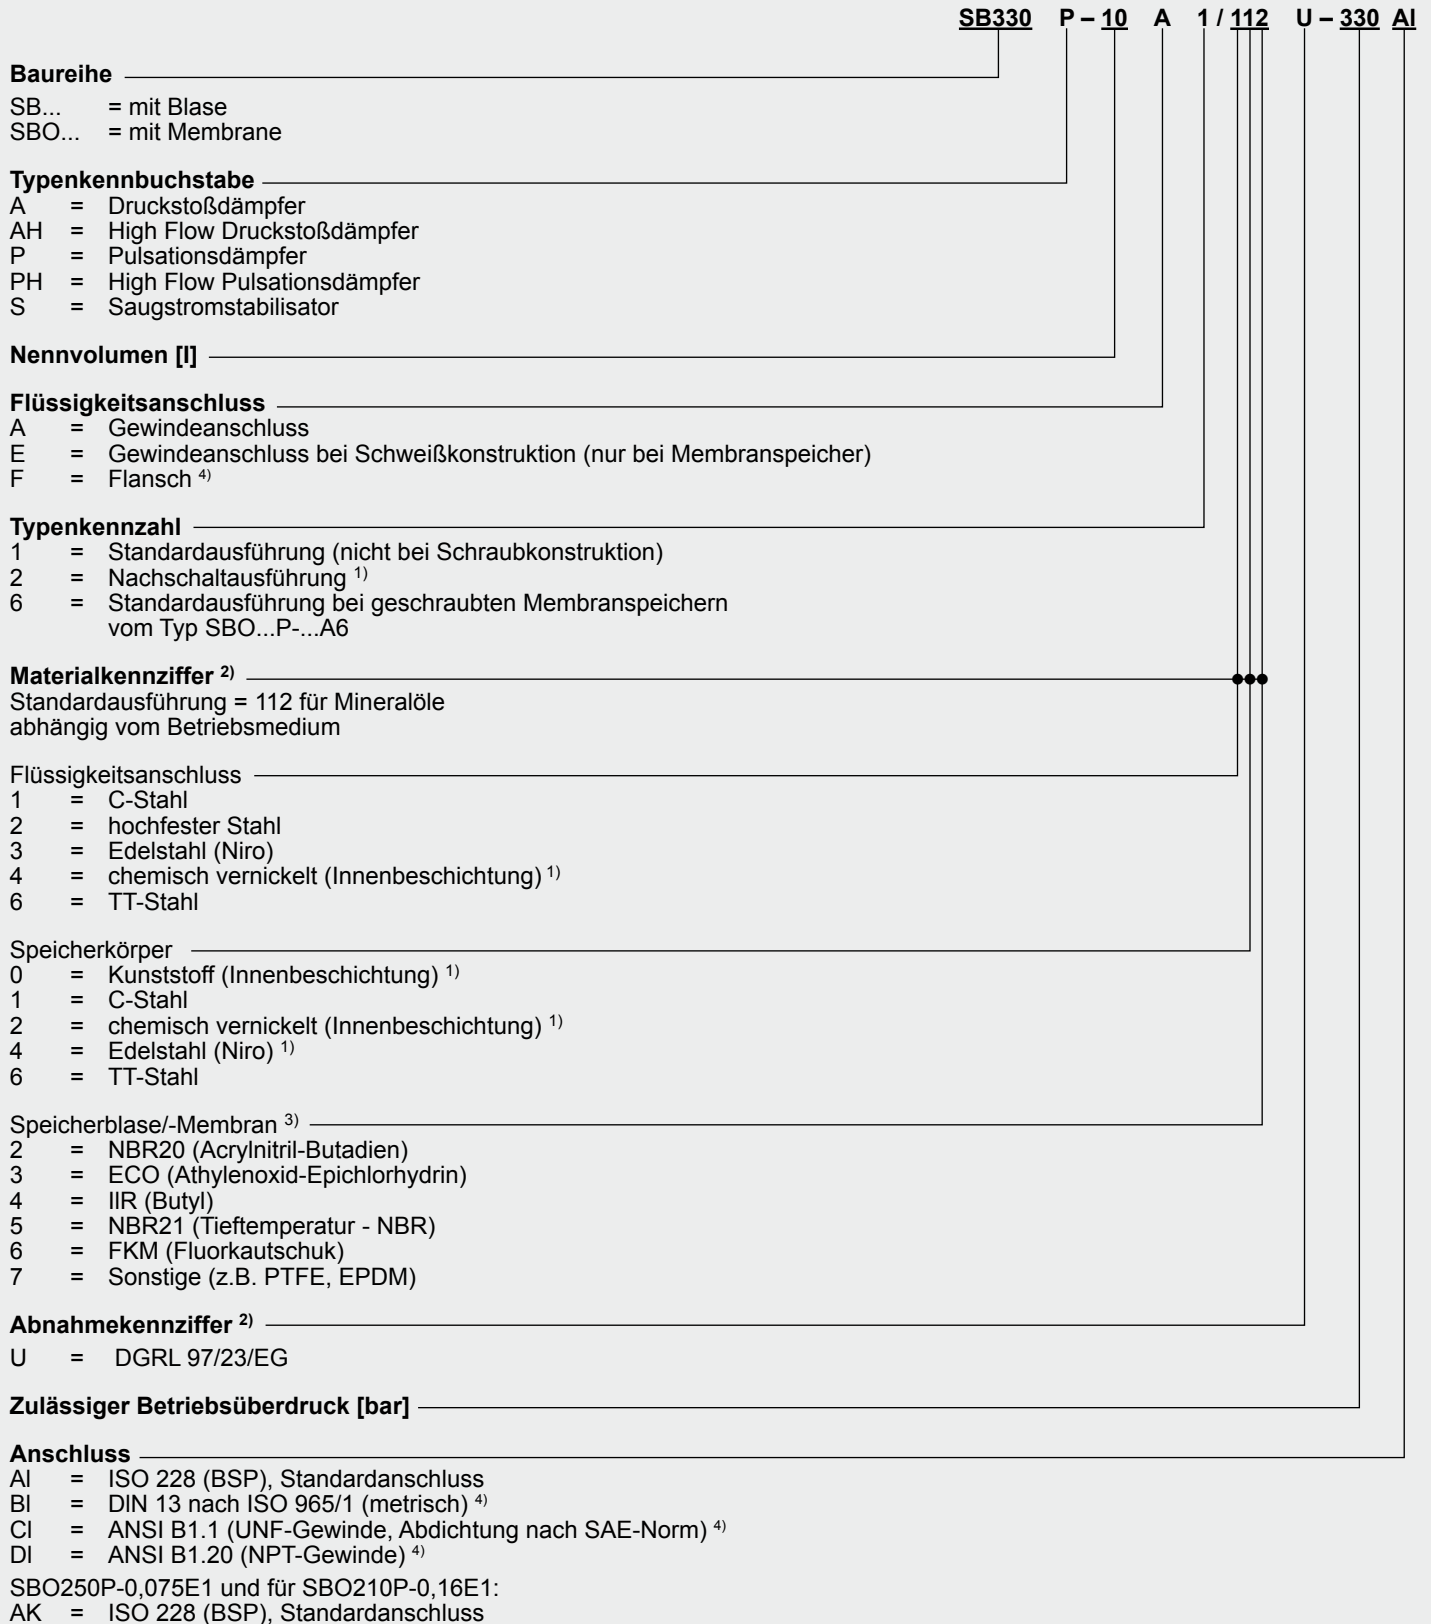 SB330 P – 10 A 1 / 112 U – 330 AI
Baureihe
SB... = mit Blase
SBO... = mit Membrane
Typenkennbuchstabe
A = Druckstoßdämpfer
AH = High Flow Druckstoßdämpfer
P = Pulsationsdämpfer
PH = High Flow Pulsationsdämpfer
S = Saugstromstabilisator
Nennvolumen [l]
Flüssigkeitsanschluss
A = Gewindeanschluss
E = Gewindeanschluss bei Schweißkonstruktion (nur bei Membranspeicher)
F = Flansch 4)
Typenkennzahl
1 = Standardausführung (nicht bei Schraubkonstruktion)
2 = Nachschaltausführung 1)
6 = Standardausführung bei geschraubten Membranspeichern
vom Typ SBO...P-...A6
Materialkennziffer 2)
Standardausführung = 112 für Mineralöle
abhängig vom Betriebsmedium
Flüssigkeitsanschluss
1 = C-Stahl
2 = hochfester Stahl
3 = Edelstahl (Niro)
4 = chemisch vernickelt (Innenbeschichtung) 1)
6 = TT-Stahl
Speicherkörper
0 = Kunststoff (Innenbeschichtung) 1)
1 = C-Stahl
2 = chemisch vernickelt (Innenbeschichtung) 1)
4 = Edelstahl (Niro) 1)
6 = TT-Stahl
Speicherblase/-Membran 3)
2 = NBR20 (Acrylnitril-Butadien)
3 = ECO (Athylenoxid-Epichlorhydrin)
4 = IIR (Butyl)
5 = NBR21 (Tieftemperatur - NBR)
6 = FKM (Fluorkautschuk)
7 = Sonstige (z.B. PTFE, EPDM)
Abnahmekennziffer 2)
U = DGRL 97/23/EG
Zulässiger Betriebsüberdruck [bar]
Anschluss
AI = ISO 228 (BSP), Standardanschluss
BI = DIN 13 nach ISO 965/1 (metrisch) 4)
CI = ANSI B1.1 (UNF-Gewinde, Abdichtung nach SAE-Norm) 4)
DI = ANSI B1.20 (NPT-Gewinde) 4)
SBO250P-0,075E1 und für SBO210P-0,16E1:
AK = ISO 228 (BSP), Standardanschluss